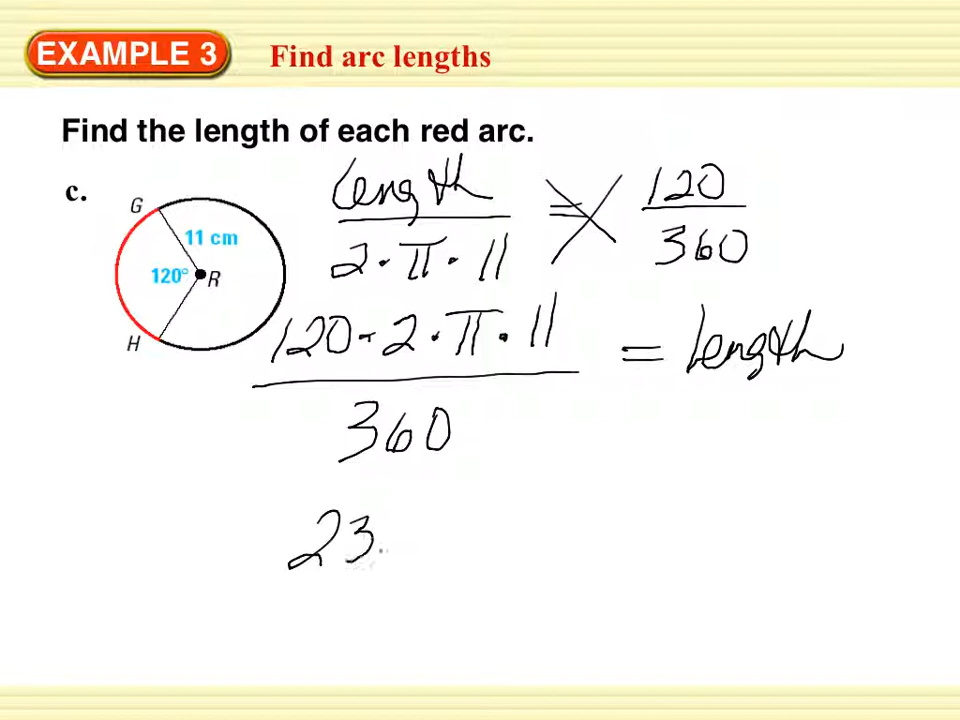 EXAMPLE 3 Find arc lengths
Find the length of each red arc.
c.
G
11 cm
120°
R
H
length / 2·π·11 = 120 / 360
120·2·π·11 / 360 = length
23.